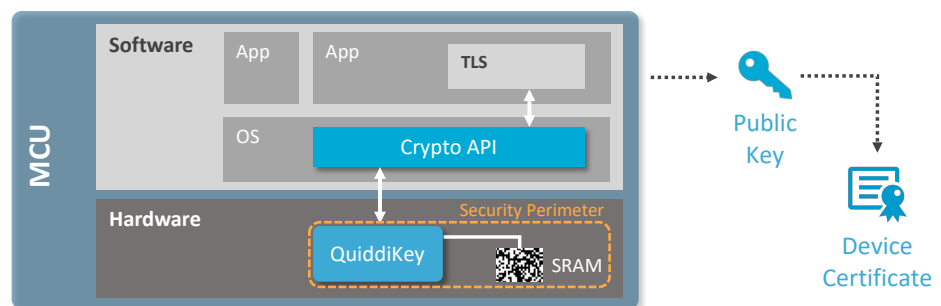 MCU
Software
App
App
TLS
OS
Crypto API
Hardware
Security Perimeter
QuiddiKey
SRAM
Public
Key
Device
Certificate